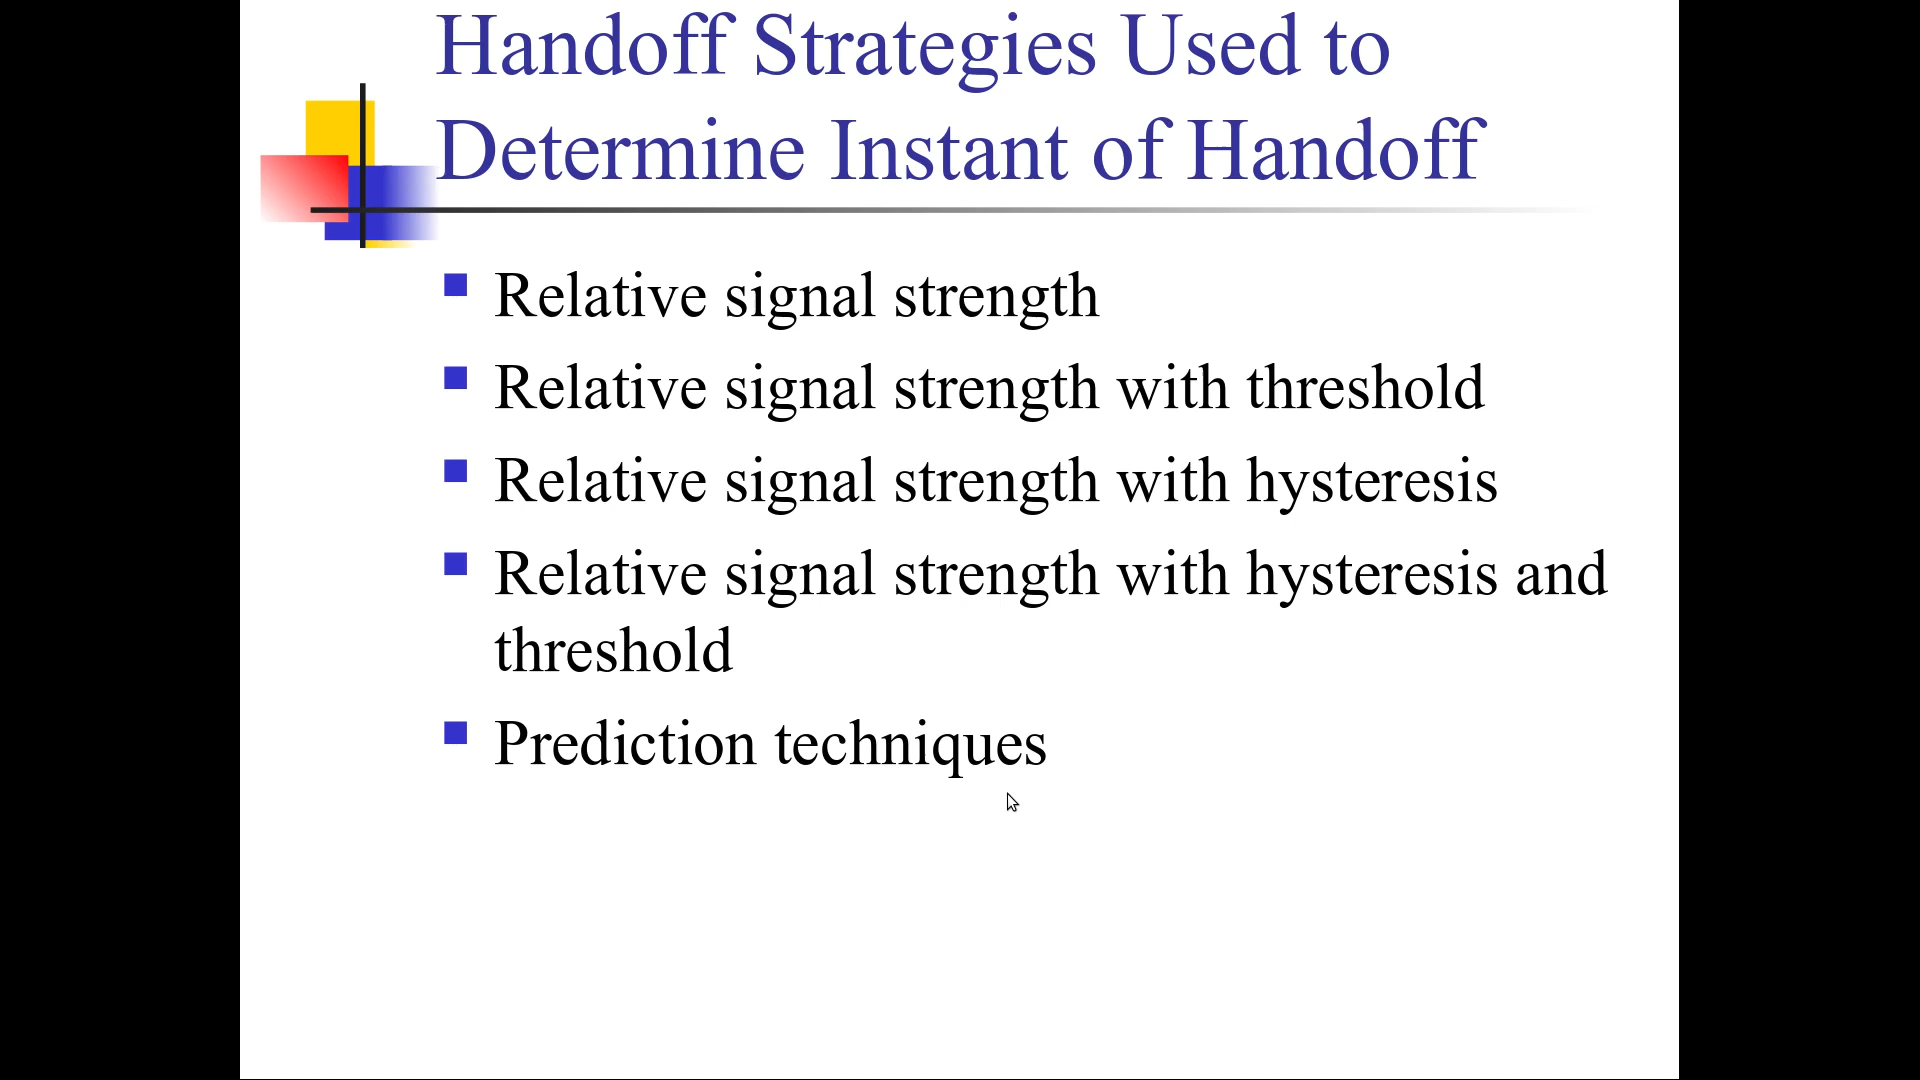 Handoff Strategies Used to
Determine Instant of Handoff
Relative signal strength
Relative signal strength with threshold
Relative signal strength with hysteresis
Relative signal strength with hysteresis and
threshold
Prediction techniques